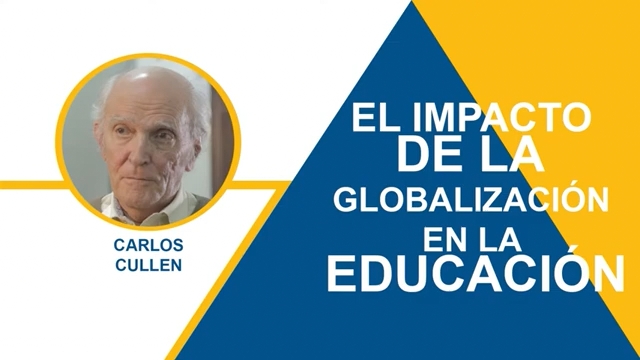 CARLOS
CULLEN
EL IMPACTO
DE LA
GLOBALIZACIÓN
EN LA
EDUCACIÓN